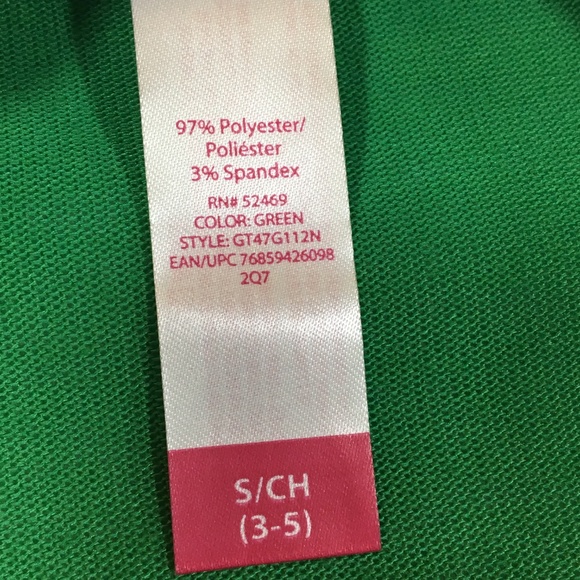 97% Polyester/
Poliéster
3% Spandex
RN# 52469
COLOR: GREEN
STYLE: GT47G112N
EAN/UPC 76859426098
2Q7
S/CH
(3-5)